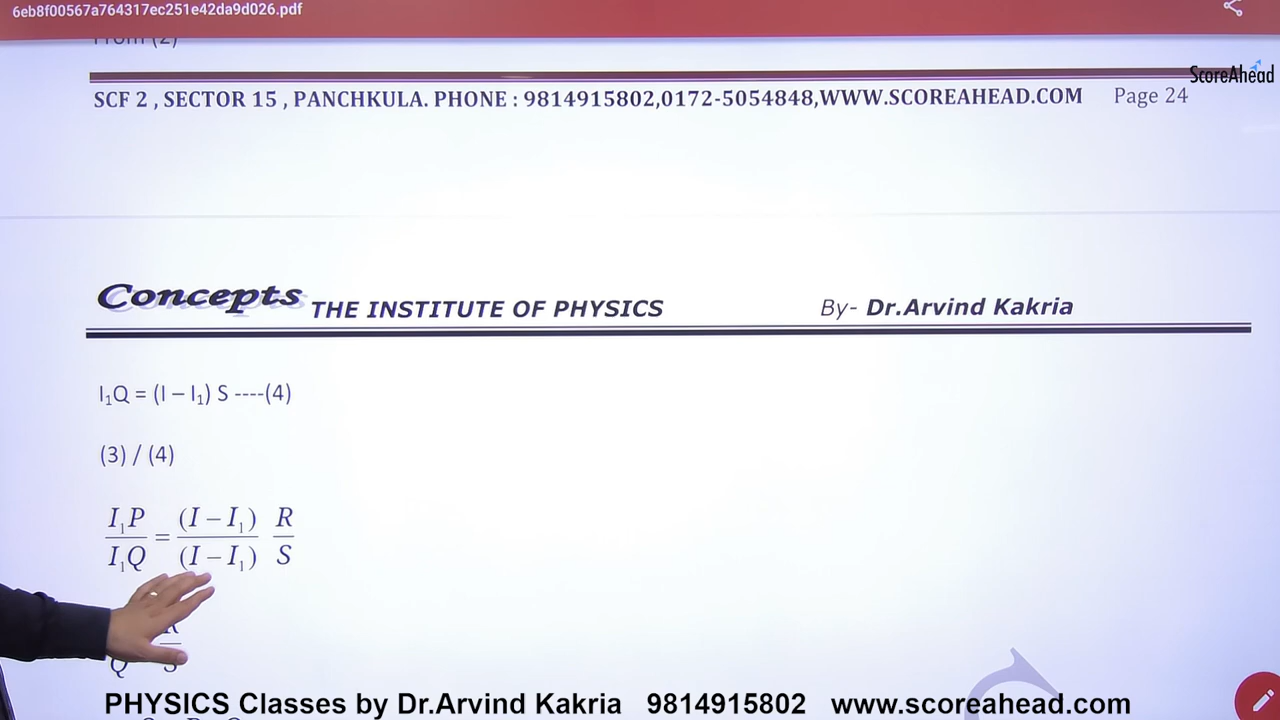 6eb8f00567a764317ec251e42da9d026.pdf
From (2)
ScoreAhead
SCF 2 , SECTOR 15 , PANCHKULA. PHONE : 9814915802,0172-5054848,WWW.SCOREAHEAD.COM Page 24
Concepts THE INSTITUTE OF PHYSICS By- Dr.Arvind Kakria
I₁Q = (I – I₁) S ----(4)
(3) / (4)
I₁P / I₁Q = (I – I₁) / (I – I₁) R / S
R
Q S
PHYSICS Classes by Dr.Arvind Kakria 9814915802 www.scoreahead.com